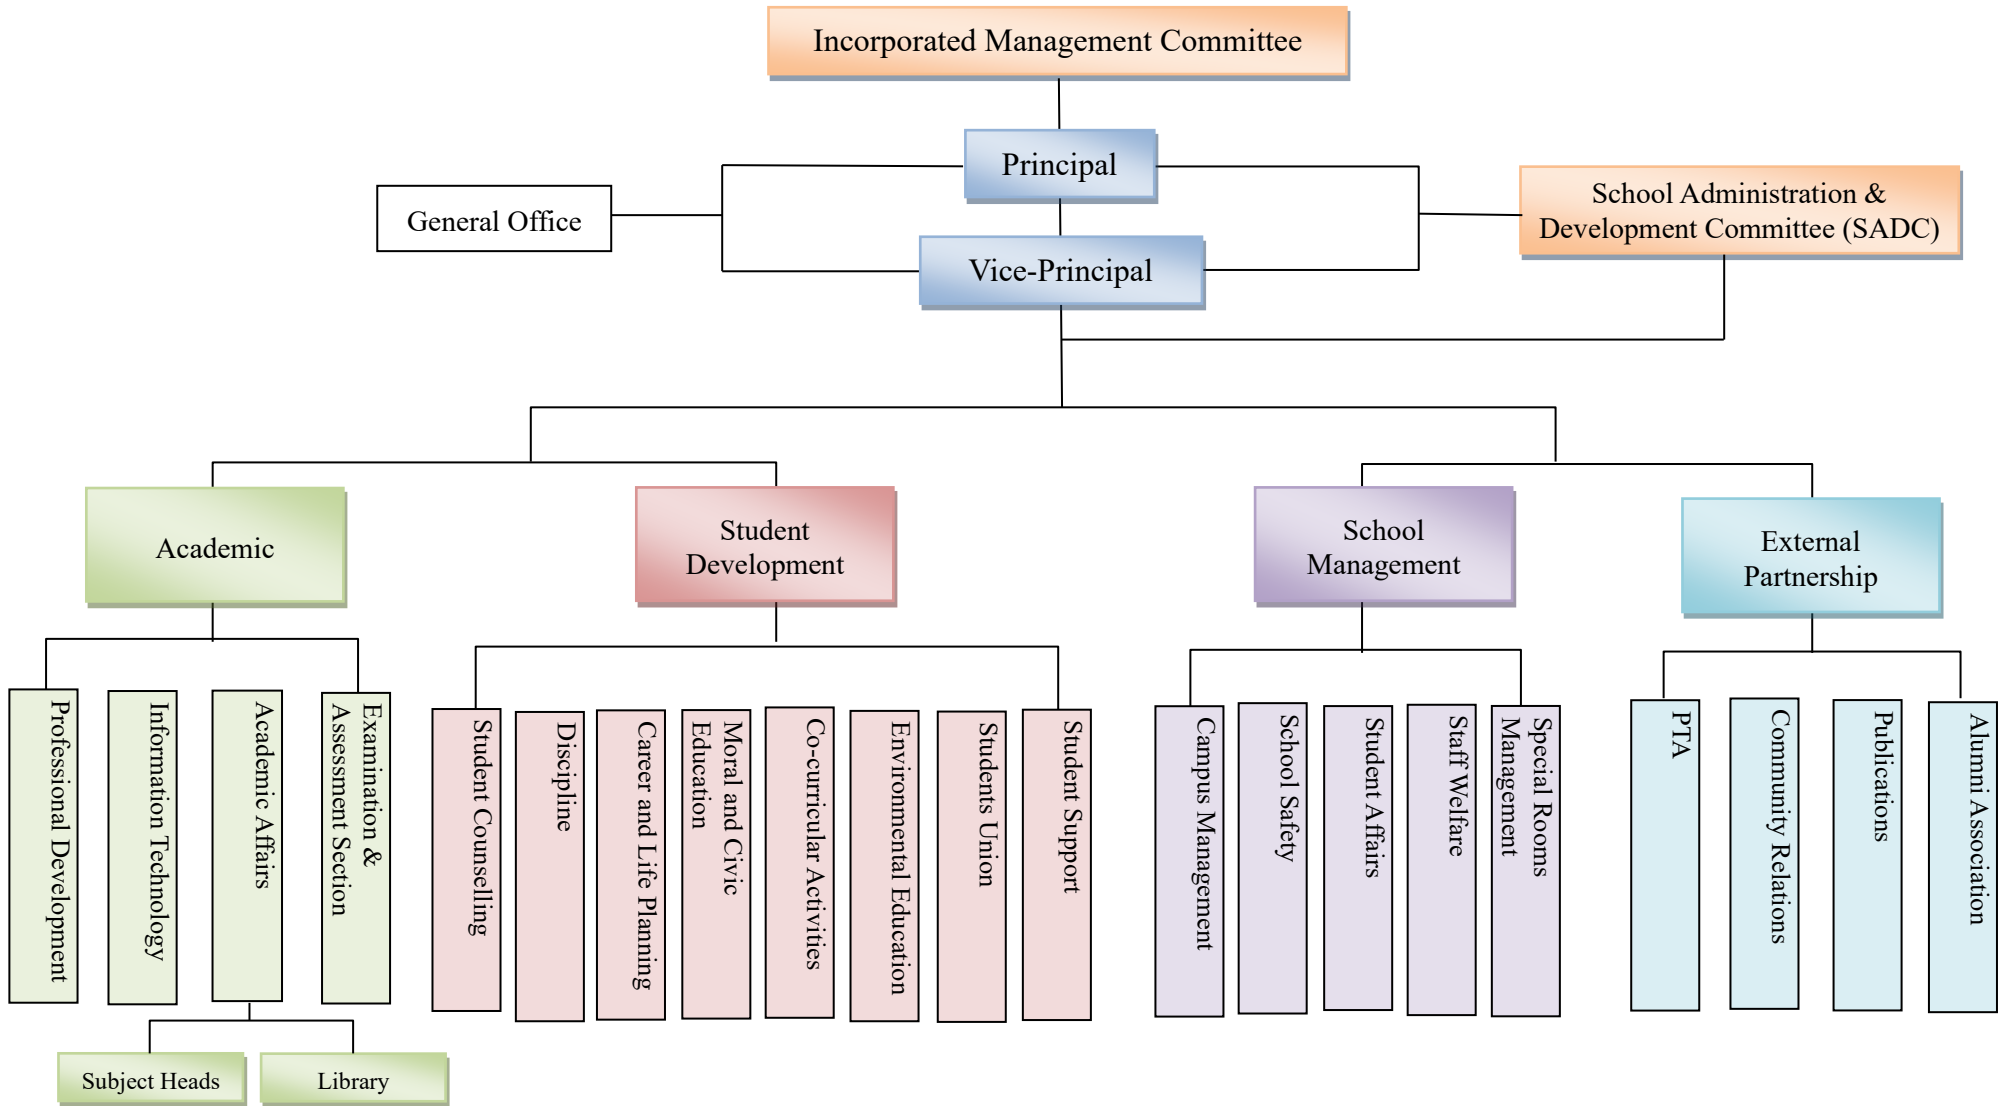 Incorporated Management Committee
Principal
General Office
School Administration &
Development Committee (SADC)
Vice-Principal
Academic
Student
Development
School
Management
External
Partnership
Professional Development
Information Technology
Academic Affairs
Examination &
Assessment Section
Student Counselling
Discipline
Career and Life Planning
Moral and Civic
Education
Co-curricular Activities
Environmental Education
Students Union
Student Support
Campus Management
School Safety
Student Affairs
Staff Welfare
Special Rooms
Management
PTA
Community Relations
Publications
Alumni Association
Subject Heads
Library